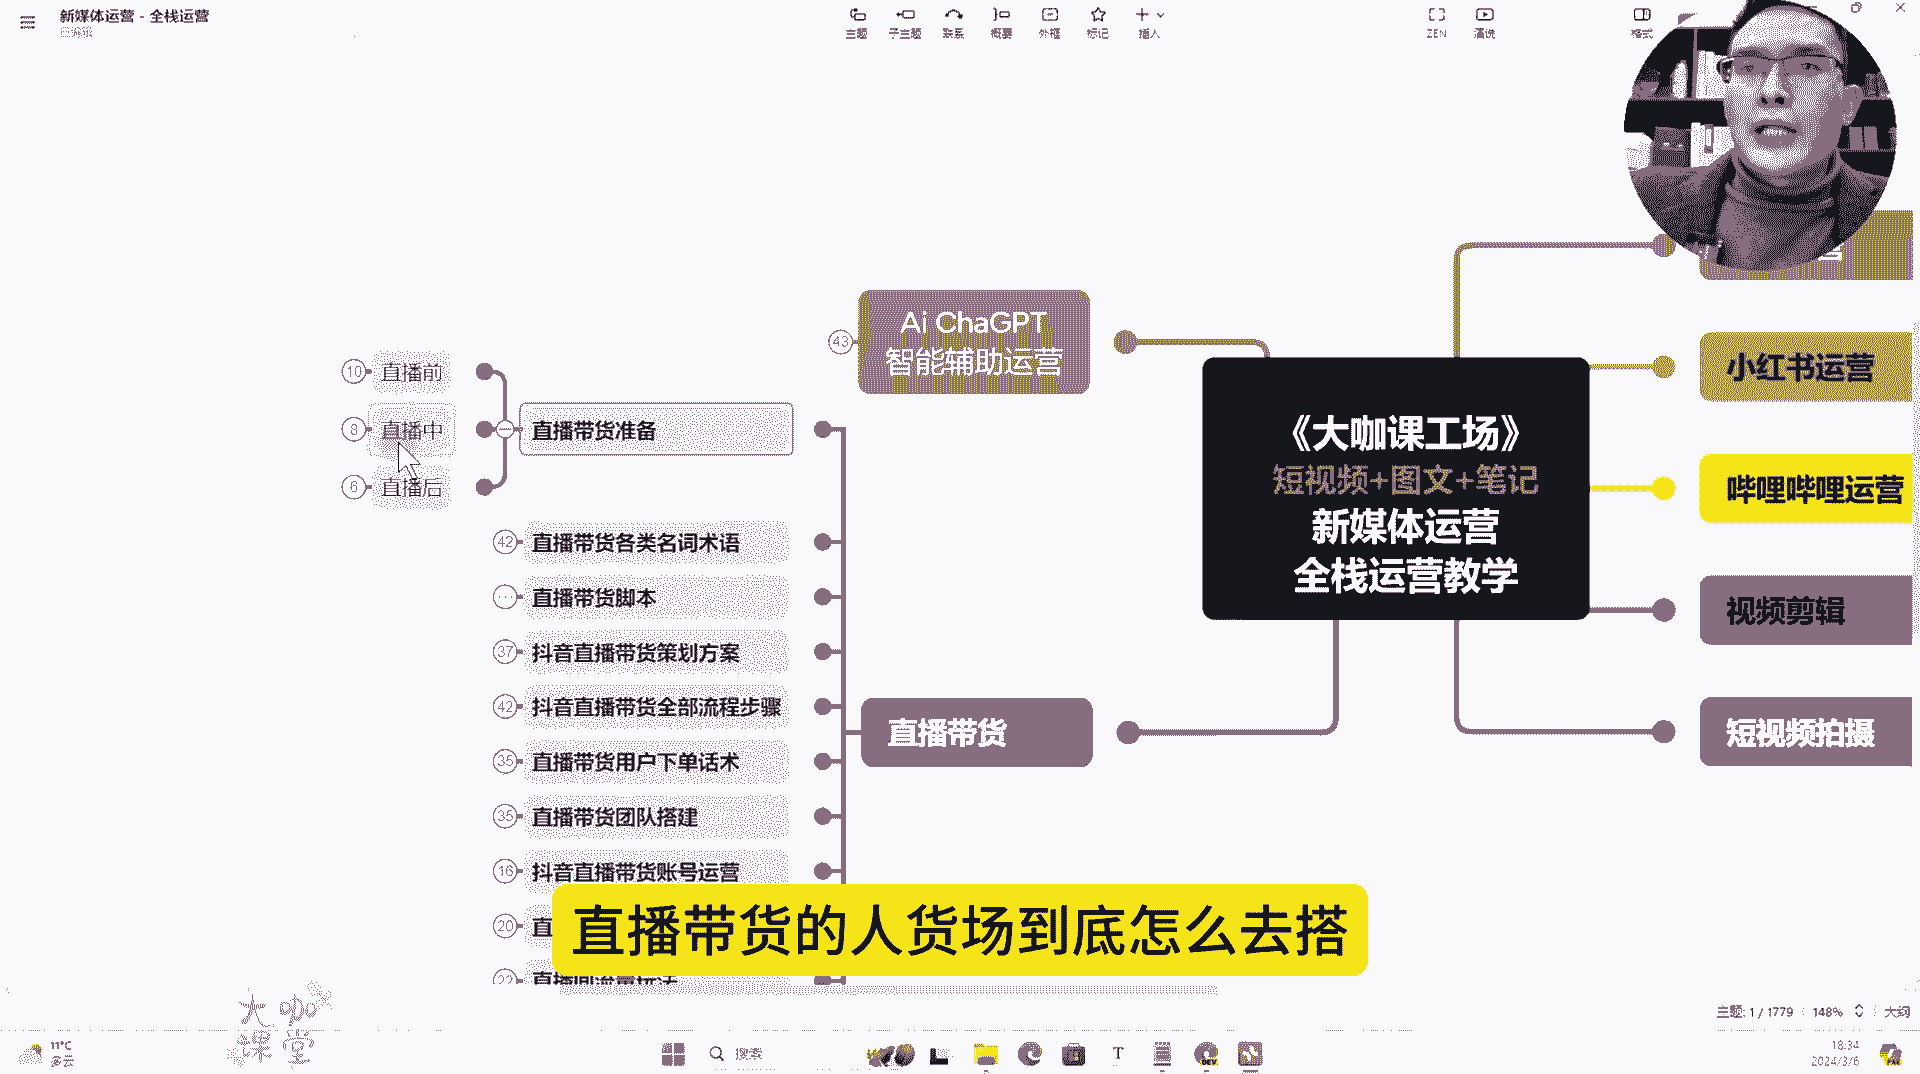 新媒体运营 - 全栈运营
已编辑
主题
子主题
联系
概要
外框
标记
插入
ZEN
演说
格式
Ai ChaGPT
智能辅助运营
43
10
直播前
8
直播中
6
直播后
直播带货准备
42
直播带货各类名词术语
直播带货脚本
37
抖音直播带货策划方案
42
抖音直播带货全部流程步骤
35
直播带货用户下单话术
35
直播带货团队搭建
16
抖音直播带货账号运营
20
直
22
直播间流量玩法
直播带货
《大咖课工场》
短视频+图文+笔记
新媒体运营
全栈运营教学
小红书运营
哔哩哔哩运营
视频剪辑
短视频拍摄
直播带货的人货场到底怎么去搭
大咖
课堂
主题: 1 / 1779
148%
大纲
11°C
多云
搜索
18:34
2024/3/6